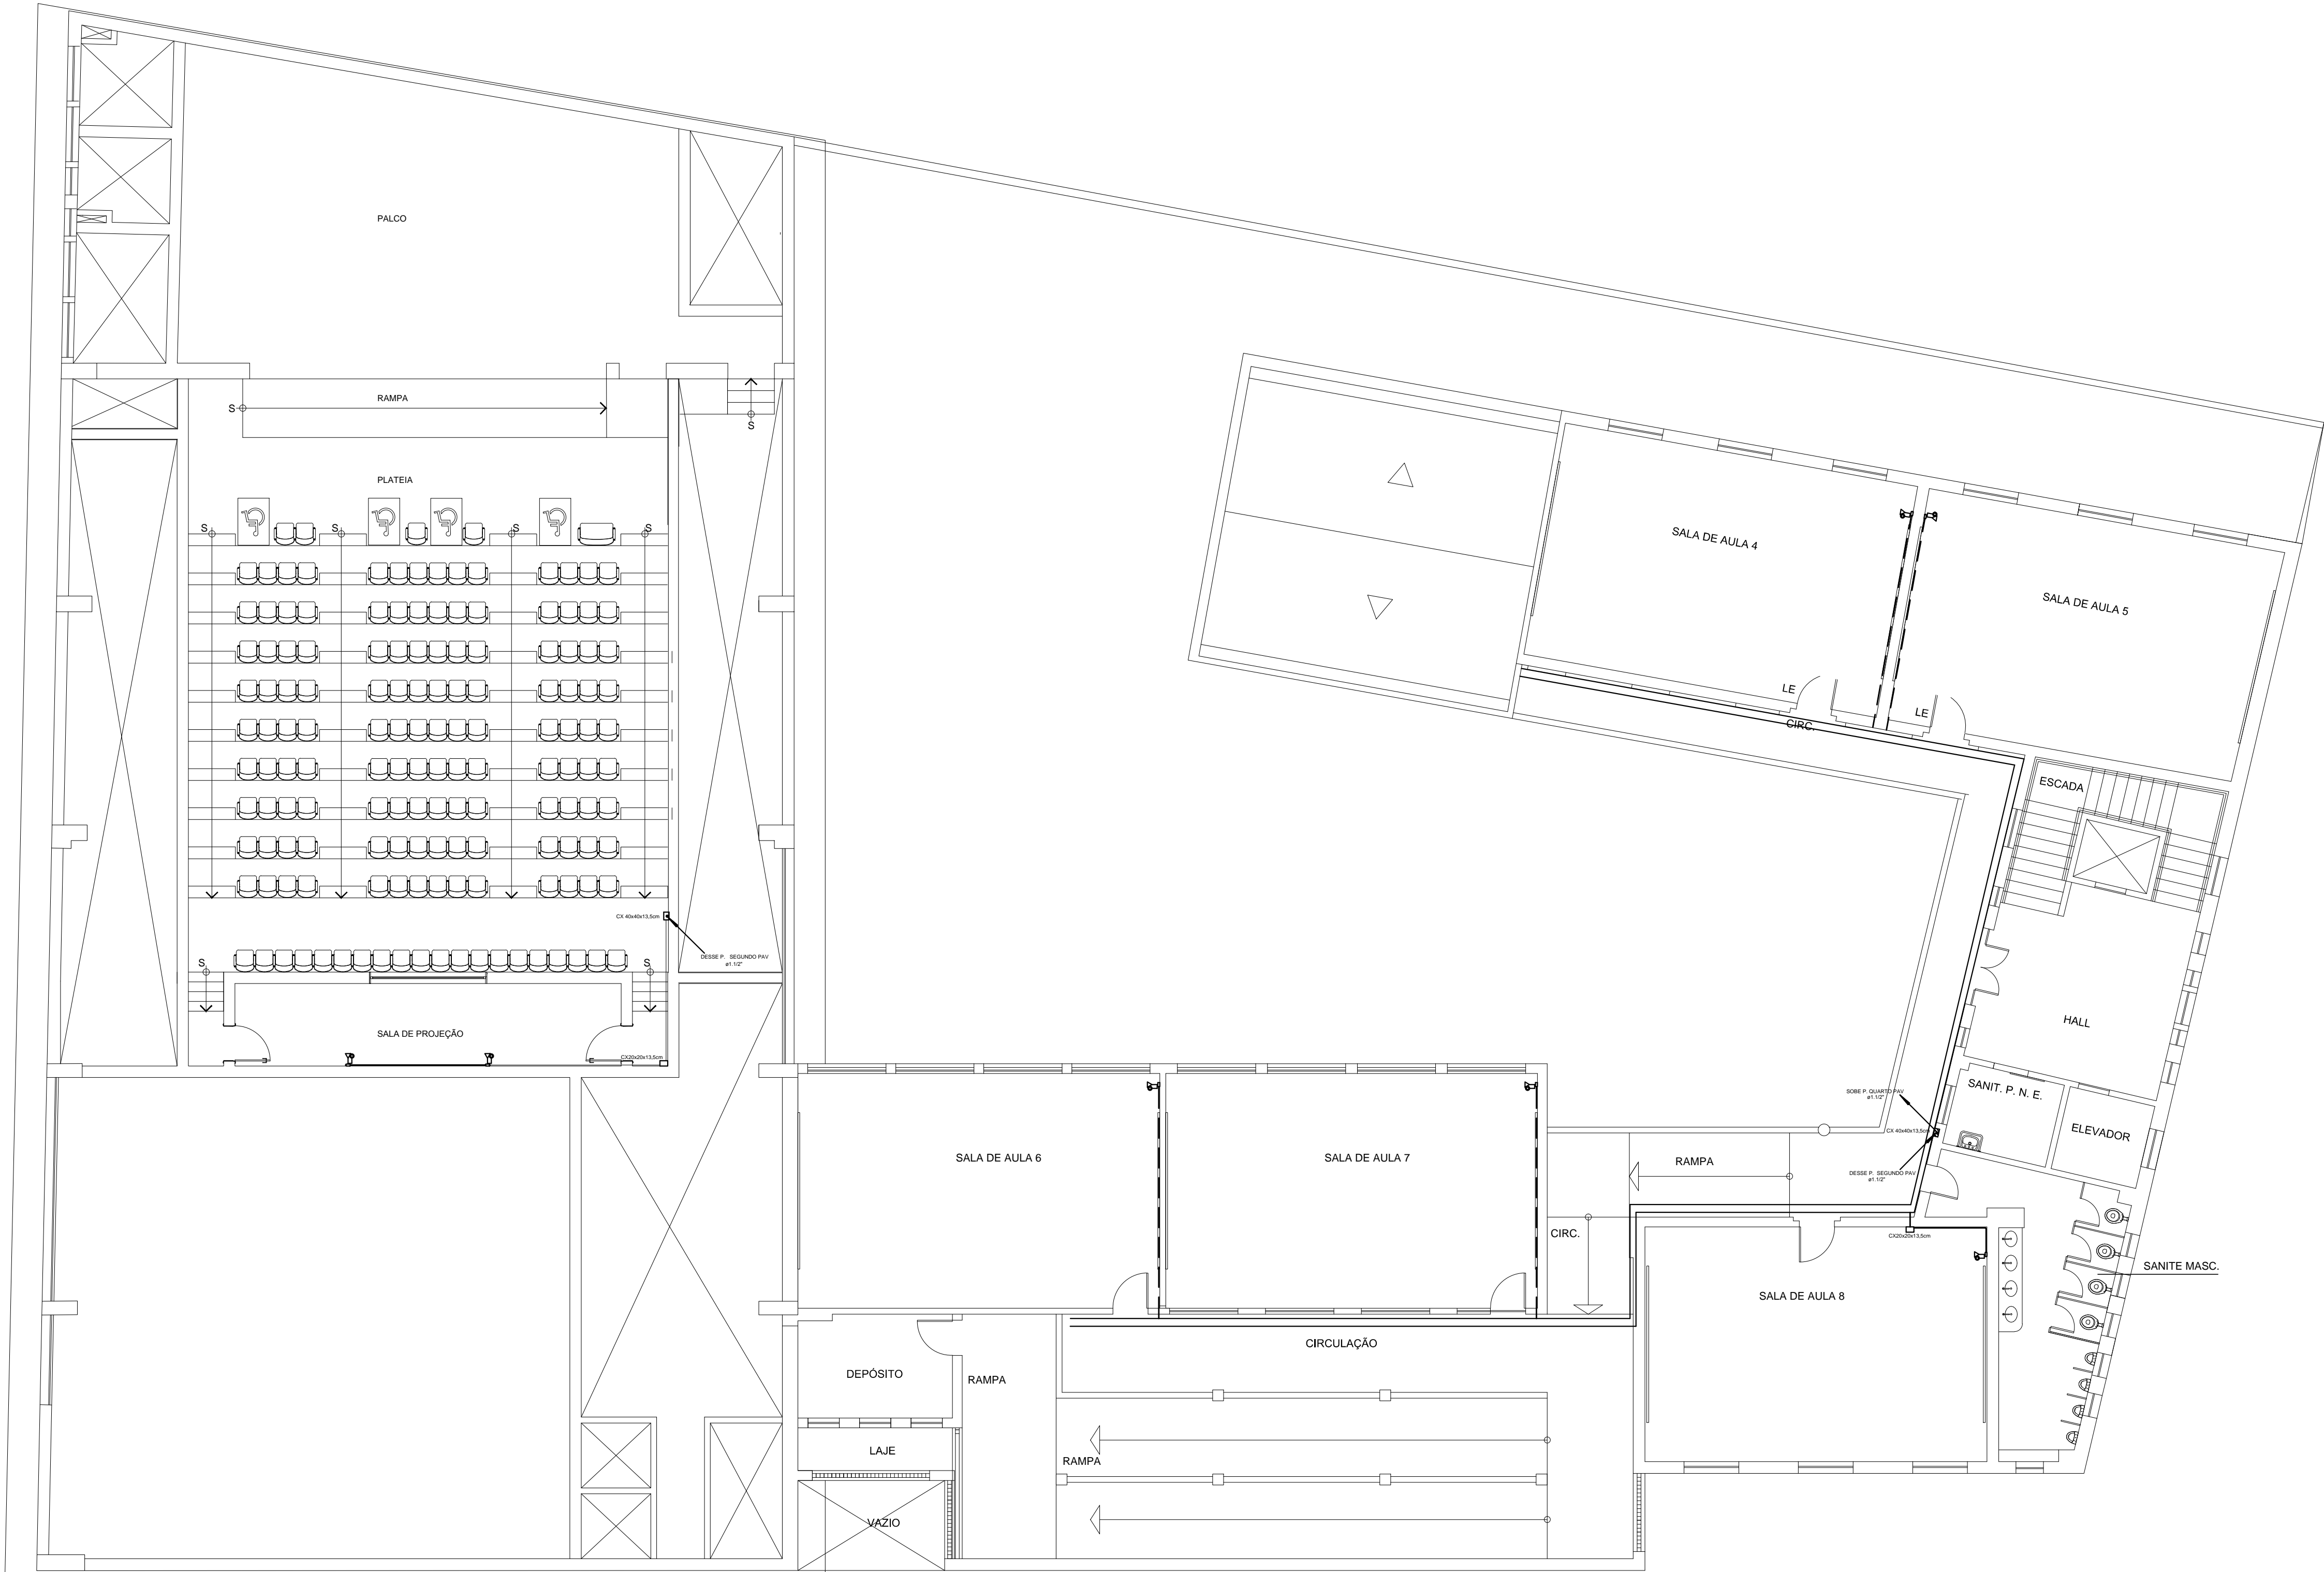 PALCO
RAMPA
S
S
PLATEIA
S
S
S
S
SALA DE AULA 4
SALA DE AULA 5
LE
LE
CIRC.
ESCADA
CX 40x40x13,5cm
DESSE P. SEGUNDO PAV
ø1.1/2"
S
S
SALA DE PROJEÇÃO
CX20x20x13,5cm
HALL
SANIT. P. N. E.
ELEVADOR
SOBE P. QUARTO PAV
ø1.1/2"
CX 40x40x13,5cm
DESSE P. SEGUNDO PAV
ø1.1/2"
SALA DE AULA 6
SALA DE AULA 7
RAMPA
CIRC.
CX20x20x13,5cm
SANITE MASC.
SALA DE AULA 8
CIRCULAÇÃO
DEPÓSITO
RAMPA
LAJE
RAMPA
VAZIO